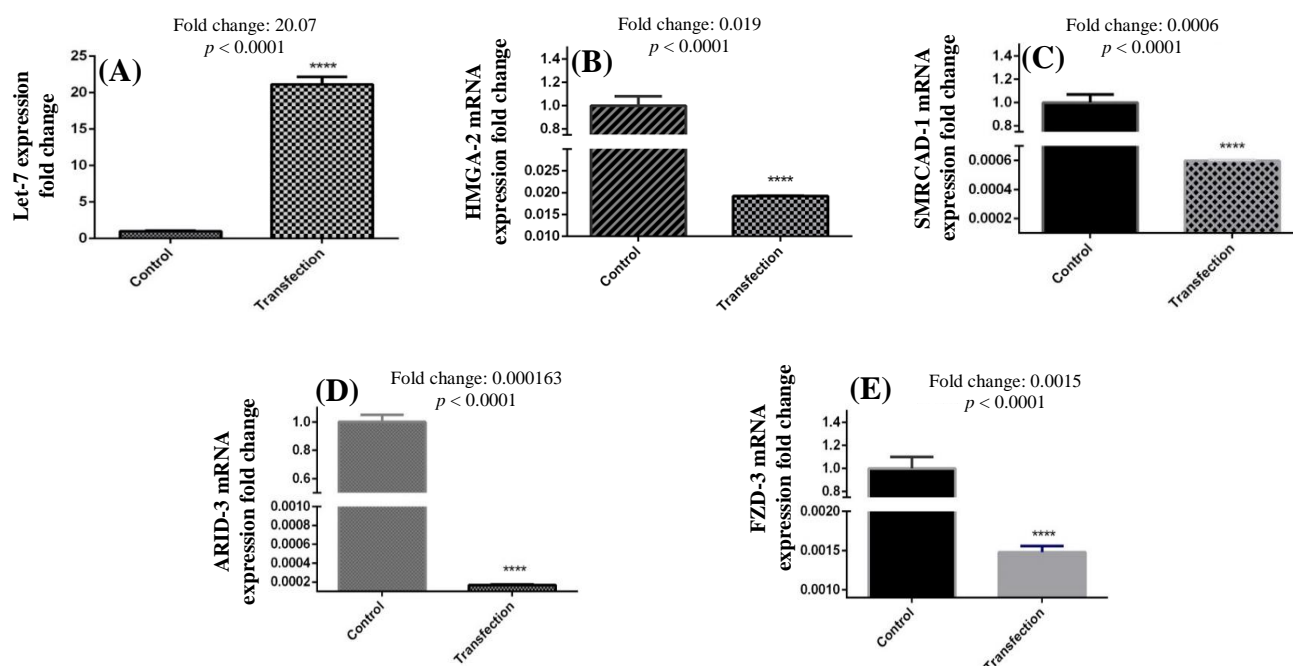 Fold change: 20.07
p < 0.0001
(A)
Let-7 expression
fold change
25
20
15
10
5
0
****
Control
Transfection
Fold change: 0.019
p < 0.0001
(B)
HMGA-2 mRNA
expression fold change
1.4
1.2
1.0
0.8
0.025
0.020
0.015
0.010
****
Control
Transfection
Fold change: 0.0006
p < 0.0001
(C)
SMRCAD-1 mRNA
expression fold change
1.4
1.2
1.0
0.8
0.0006
0.0004
0.0002
****
Control
Transfection
Fold change: 0.000163
p < 0.0001
(D)
ARID-3 mRNA
expression fold change
1.0
0.8
0.6
0.0010
0.0008
0.0006
0.0004
0.0002
****
Control
Transfection
Fold change: 0.0015
p < 0.0001
(E)
FZD-3 mRNA
expression fold change
1.4
1.2
1.0
0.8
0.0020
0.0015
0.0010
****
Control
Transfection